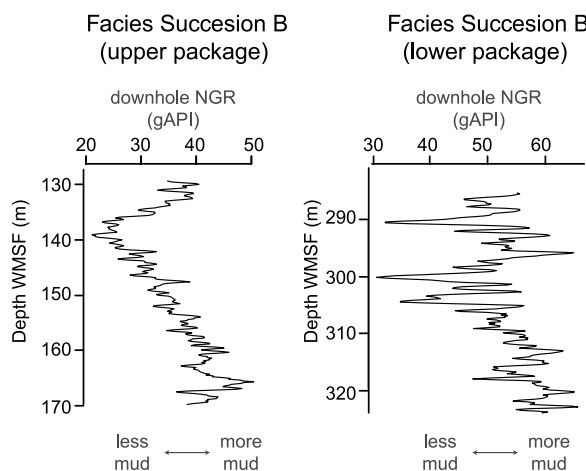 Facies Succesion B
(upper package)
downhole NGR
(gAPI)
20 30 40 50
Depth WMSF (m)
130
140
150
160
170
less mud
more mud
Facies Succesion B
(lower package)
downhole NGR
(gAPI)
30 40 50 60
Depth WMSF (m)
290
300
310
320
less mud
more mud